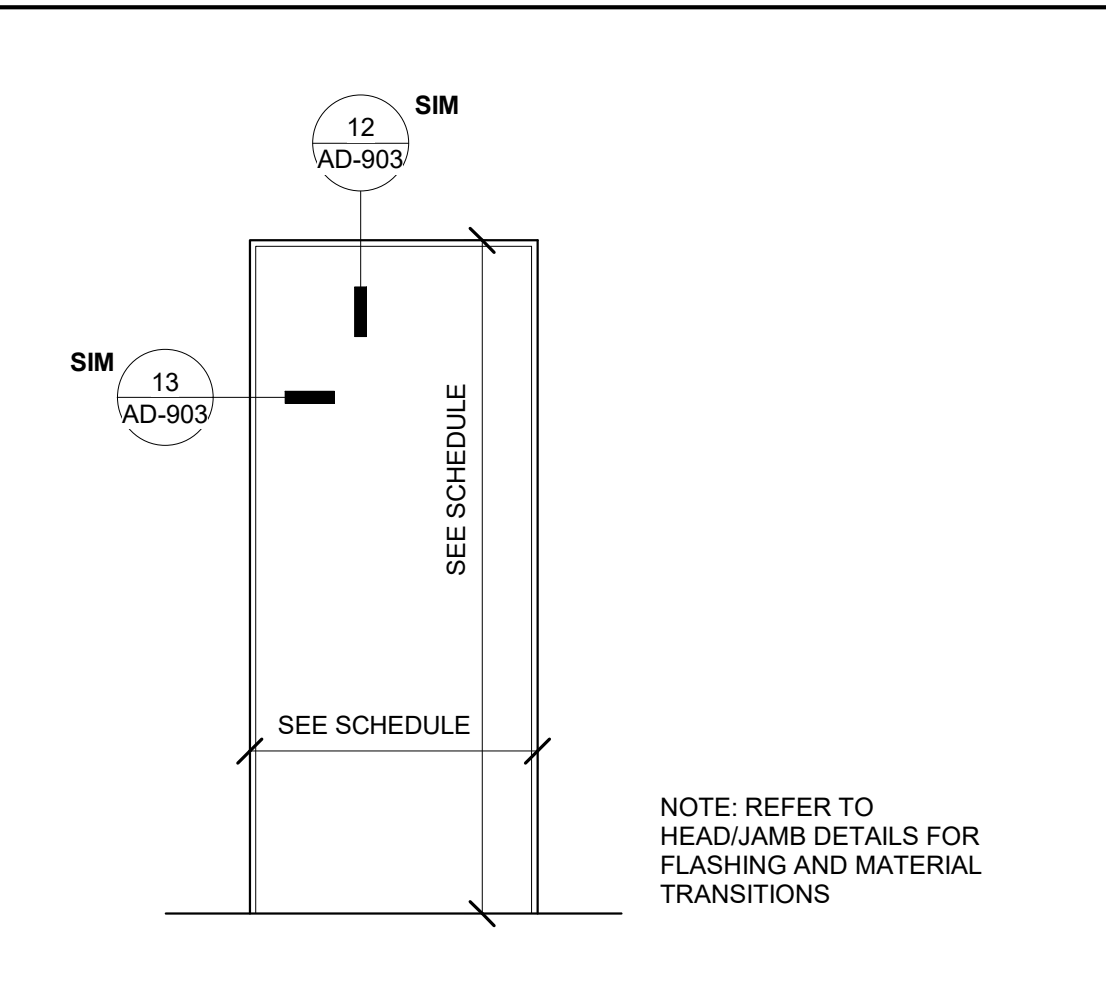 SIM
12
AD-903
SIM
13
AD-903
SEE SCHEDULE
SEE SCHEDULE
NOTE: REFER TO
HEAD/JAMB DETAILS FOR
FLASHING AND MATERIAL
TRANSITIONS